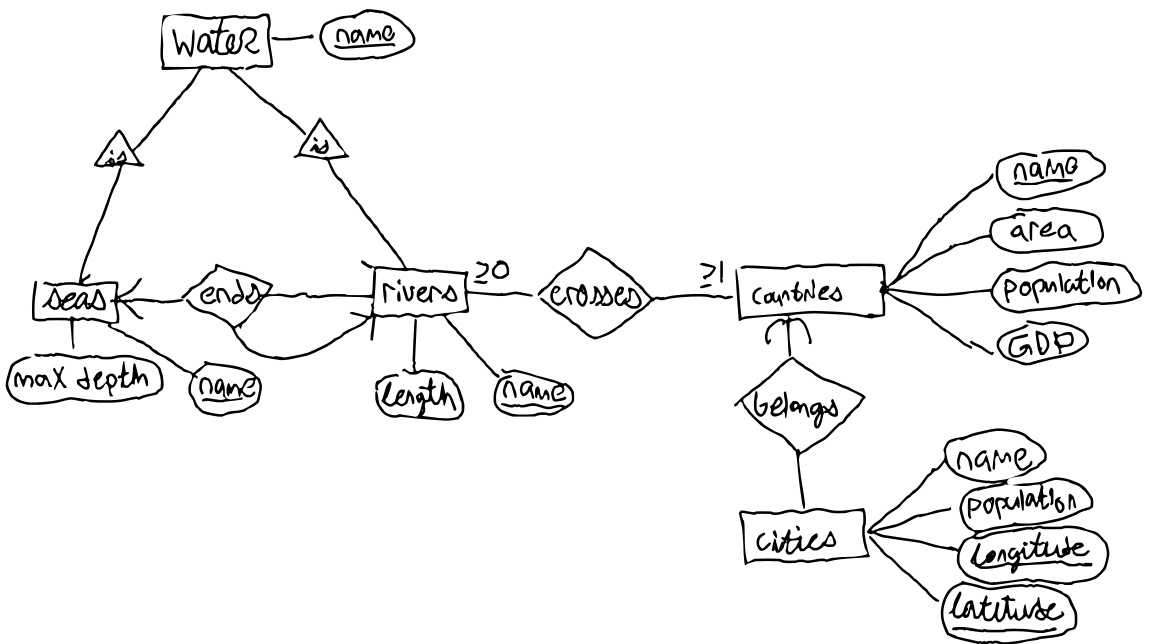 Water
name
is
is
name
area
population
GDP
seas
ends
rivers
≥0
crosses
≥1
countries
max depth
name
length
name
belongs
name
population
longitude
latitude
cities